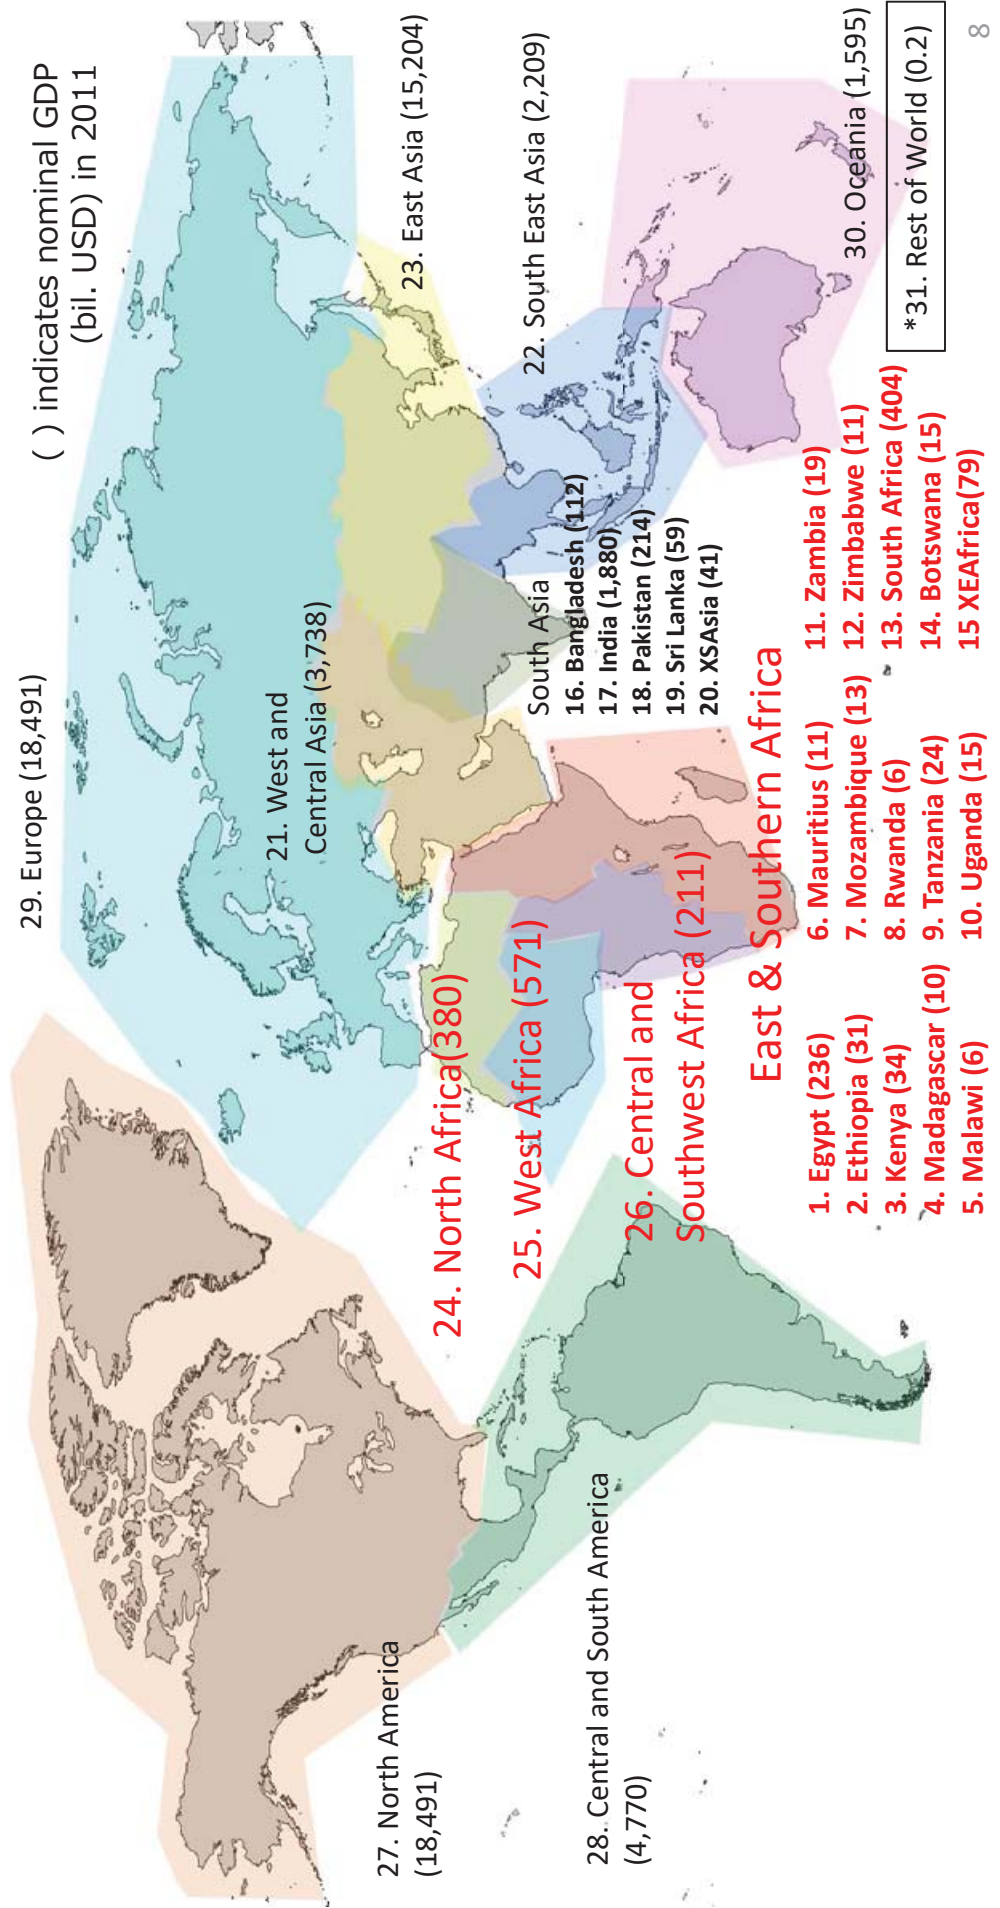 ( ) indicates nominal GDP
(bil. USD) in 2011
29. Europe (18,491)
21. West and
Central Asia (3,738)
23. East Asia (15,204)
22. South East Asia (2,209)
South Asia
16. Bangladesh (112)
17. India (1,880)
18. Pakistan (214)
19. Sri Lanka (59)
20. XSAsia (41)
27. North America
(18,491)
28. Central and South America
(4,770)
24. North Africa(380)
25. West Africa (571)
26. Central and
Southwest Africa (211)
East & Southern Africa
1. Egypt (236)
2. Ethiopia (31)
3. Kenya (34)
4. Madagascar (10)
5. Malawi (6)
6. Mauritius (11)
7. Mozambique (13)
8. Rwanda (6)
9. Tanzania (24)
10. Uganda (15)
11. Zambia (19)
12. Zimbabwe (11)
13. South Africa (404)
14. Botswana (15)
15 XEAfrica(79)
30. Oceania (1,595)
*31. Rest of World (0.2)
8